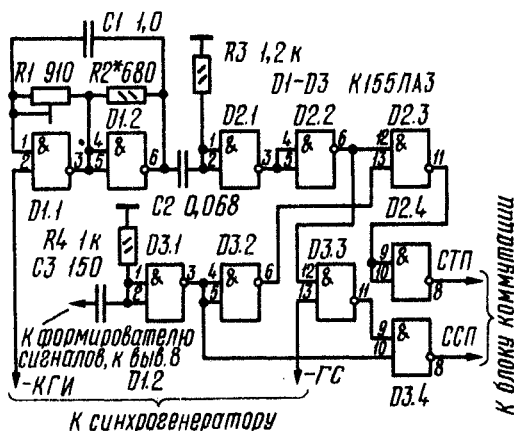 C1 1,0
R3 1,2 к
R1 910
R2*680
D1-D3 К155ЛА3
D1.2
D2.1
D2.2
D2.3
1
2
&
3
4
5
&
6
1
2
&
3
4
5
&
6
12
13
&
11
D1.1
C2 0,068
D2.4
R4 1к
D3.1
D3.2
D3.3
C3 150
1
2
&
3
4
5
&
6
12
13
&
11
9
10
&
8
СТП
9
10
&
8
ССП
К формирователю
сигналов, к выв. 8
D1.2
-КГИ
-ГС
D3.4
К синхрогенератору
К блоку коммутации